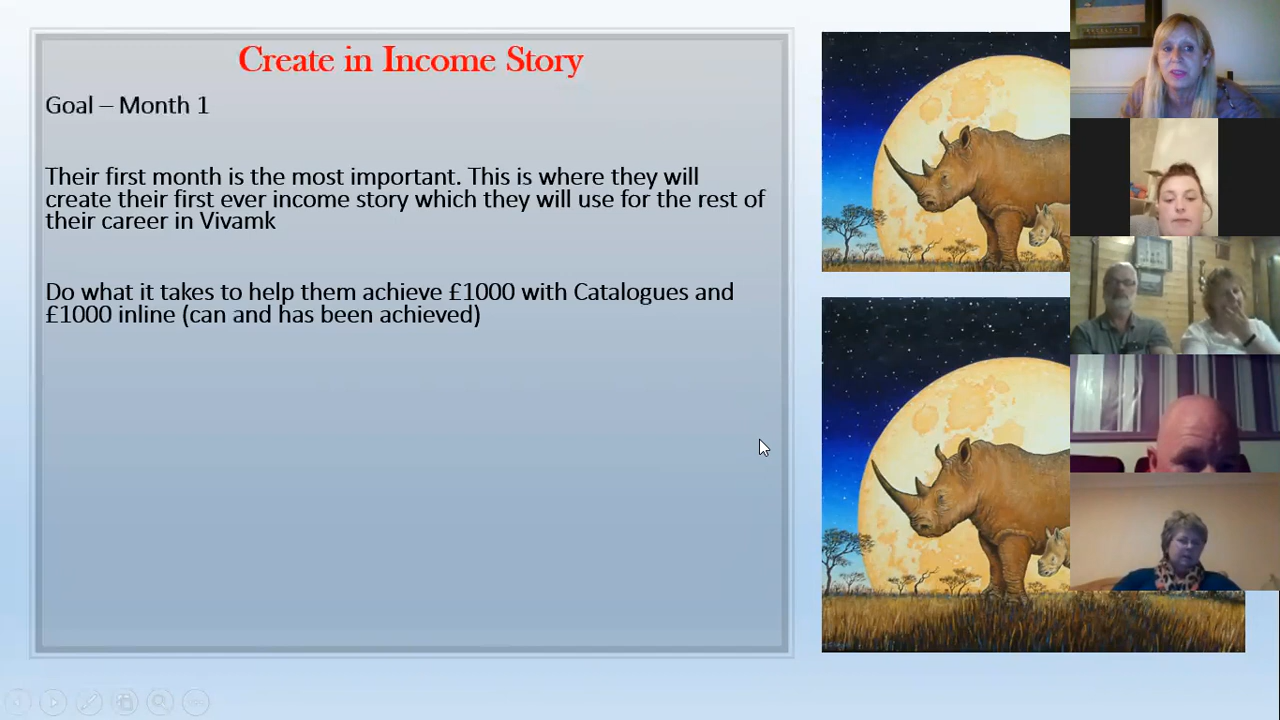 Create in Income Story
Goal – Month 1
Their first month is the most important. This is where they will
create their first ever income story which they will use for the rest of
their career in Vivamk
Do what it takes to help them achieve £1000 with Catalogues and
£1000 inline (can and has been achieved)